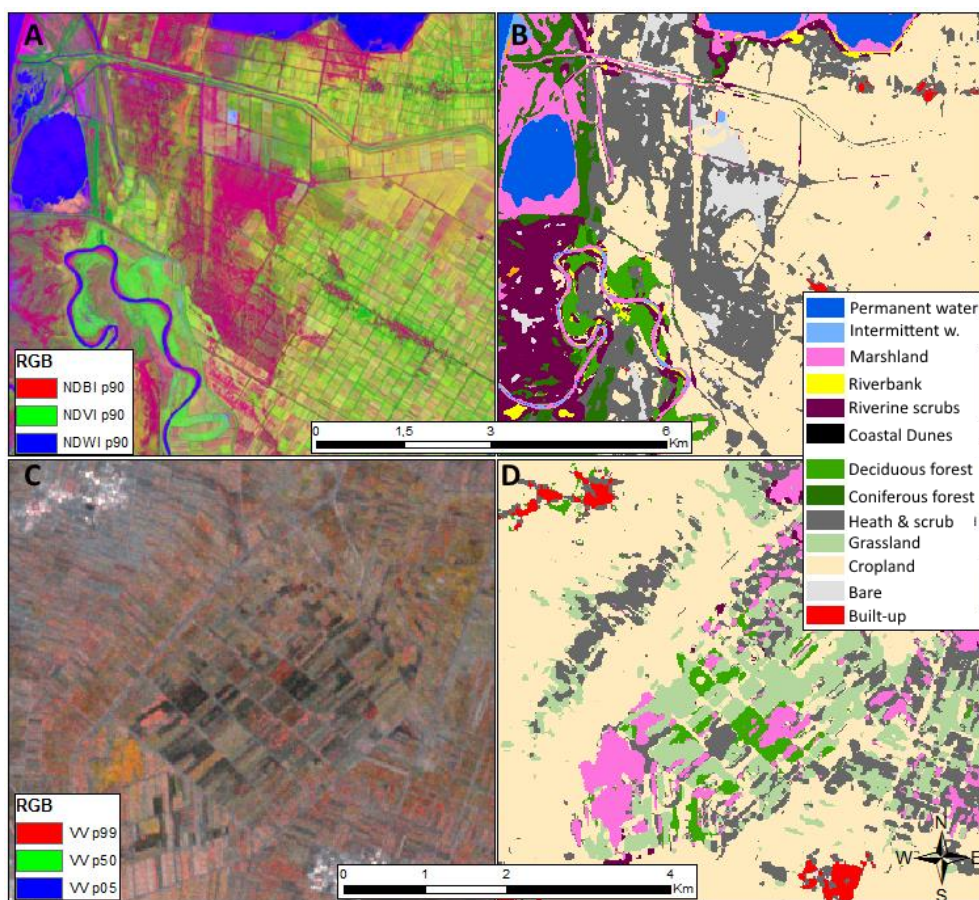 A
RGB
NDBI p90
NDVI p90
NDWI p90
0 1,5 3 6
Km
B
Permanent water
Intermittent w.
Marshland
Riverbank
Riverine scrubs
Coastal Dunes
Deciduous forest
Coniferous forest
Heath & scrub
Grassland
Cropland
Bare
Built-up
C
RGB
VV p99
VV p50
VV p05
0 1 2 4
Km
D
N
W E
S